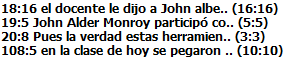 18:16 el docente le dijo a John albe.. (16:16)
19:5 John Alder Monroy participó co.. (5:5)
20:8 Pues la verdad estas herramien.. (3:3)
108:5 en la clase de hoy se pegaron .. (10:10)